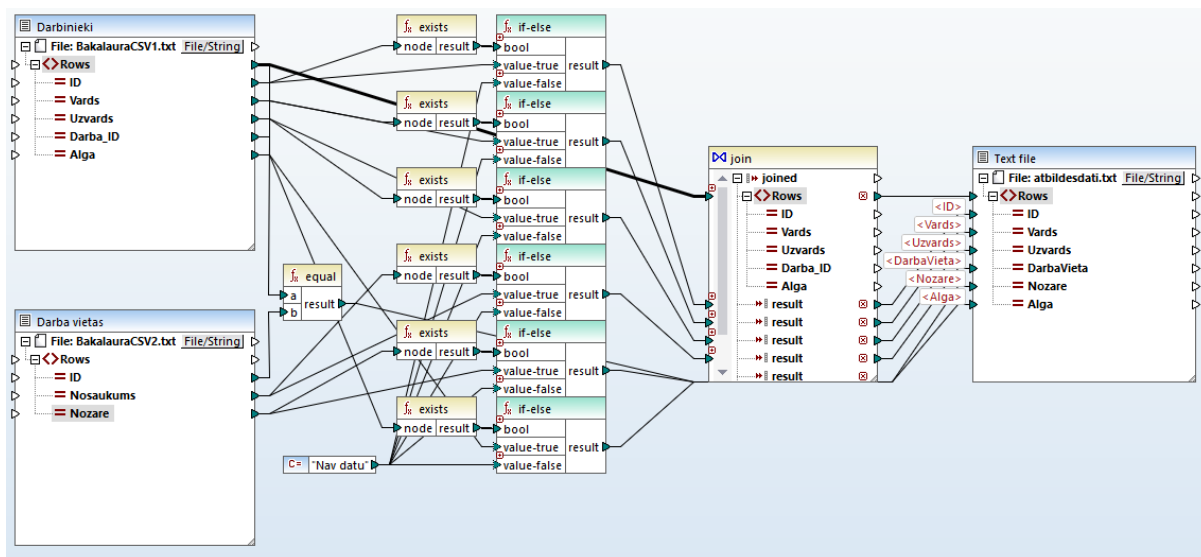 Darbinieki
File: BakalauraCSV1.txt File/String
Rows
ID
Vards
Uzvards
Darba_ID
Alga
Darba vietas
File: BakalauraCSV2.txt File/String
Rows
ID
Nosaukums
Nozare
equal
a
b
result
C= "Nav datu"
exists
node result
if-else
bool
value-true
value-false
result
exists
node result
if-else
bool
value-true
value-false
result
exists
node result
if-else
bool
value-true
value-false
result
exists
node result
if-else
bool
value-true
value-false
result
exists
node result
if-else
bool
value-true
value-false
result
exists
node result
if-else
bool
value-true
value-false
result
join
joined
Rows
ID
Vards
Uzvards
Darba_ID
Alga
result
result
result
result
result
<ID>
<Vards>
<Uzvards>
<DarbaVieta>
<Nozare>
<Alga>
Text file
File: atbildesdati.txt File/String
Rows
ID
Vards
Uzvards
DarbaVieta
Nozare
Alga